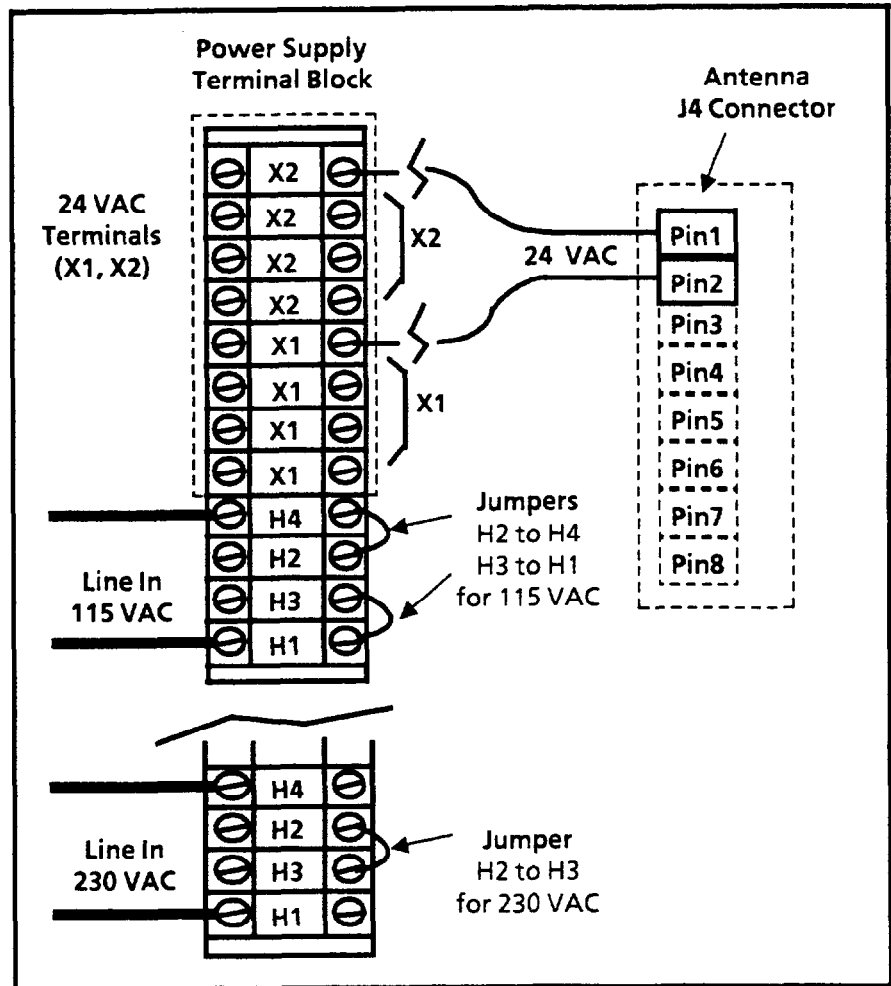 Power Supply
Terminal Block
Antenna
J4 Connector
24 VAC
Terminals
(X1, X2)
X2
X2
X2
X2
X1
X1
X1
X1
H4
H2
H3
H1
X2
X1
24 VAC
Pin1
Pin2
Pin3
Pin4
Pin5
Pin6
Pin7
Pin8
Line In
115 VAC
Jumpers
H2 to H4
H3 to H1
for 115 VAC
H4
H2
H3
H1
Line In
230 VAC
Jumper
H2 to H3
for 230 VAC